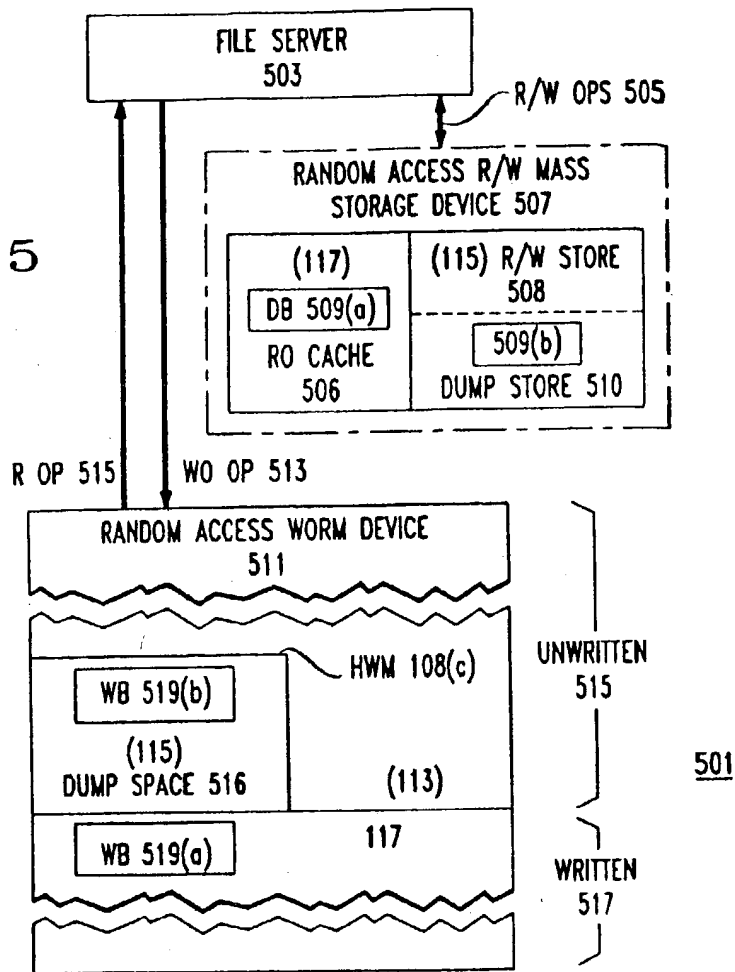 FILE SERVER
503
R/W OPS 505
RANDOM ACCESS R/W MASS
STORAGE DEVICE 507
5
(117)
DB 509(a)
RO CACHE
506
(115) R/W STORE
508
509(b)
DUMP STORE 510
R OP 515
WO OP 513
RANDOM ACCESS WORM DEVICE
511
HWM 108(c)
UNWRITTEN
515
WB 519(b)
(115)
DUMP SPACE 516
(113)
501
117
WB 519(a)
WRITTEN
517